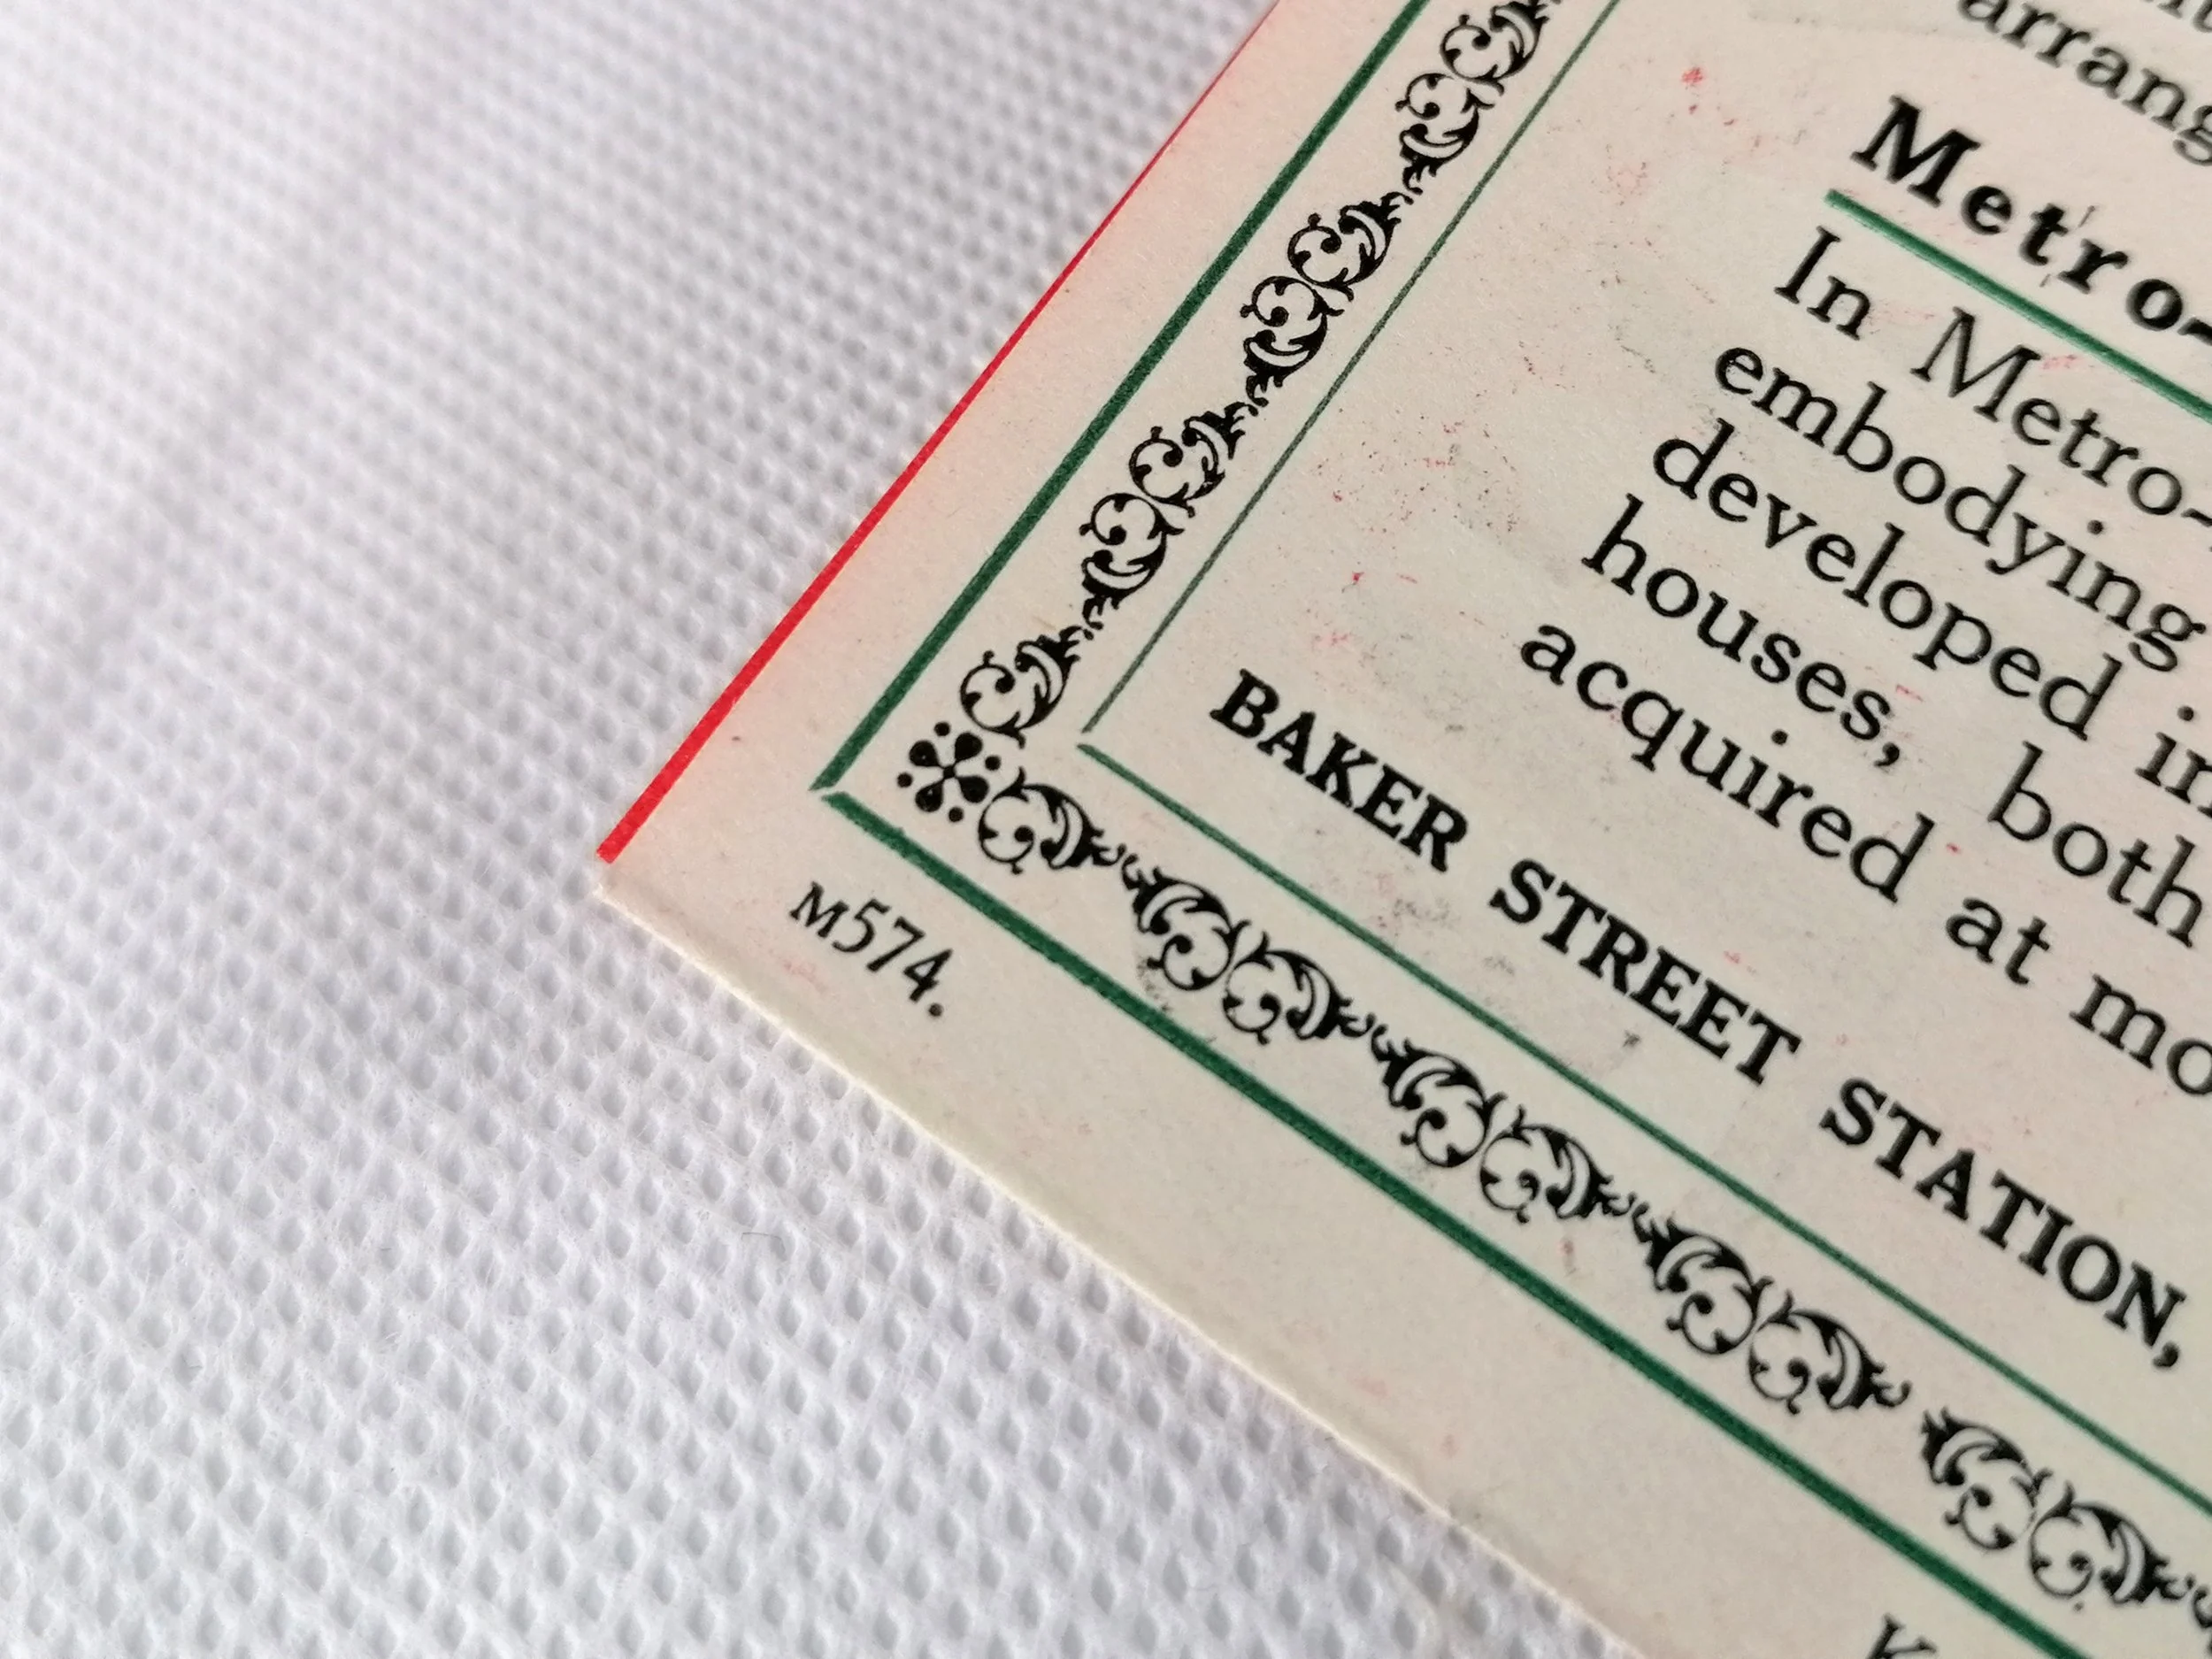 arrang
Metro-
In Metro-
embodying
developed in
houses, both
acquired at mo
BAKER STREET STATION,
M574.